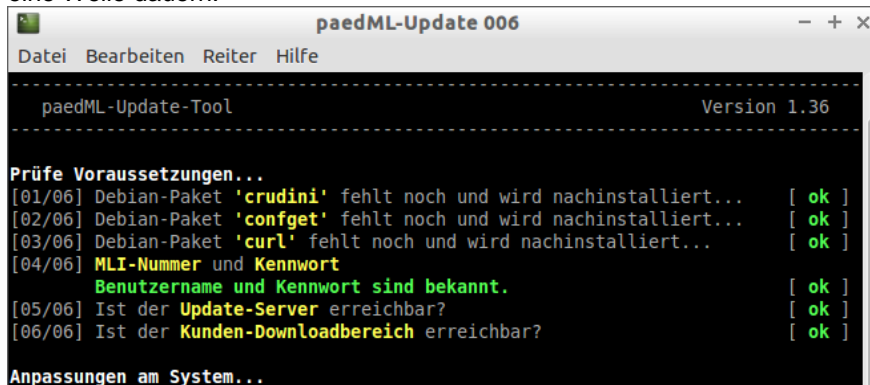 eine Weile dauern.
paedML-Update 006
Datei Bearbeiten Reiter Hilfe
paedML-Update-Tool Version 1.36
Prüfe Voraussetzungen...
[01/06] Debian-Paket 'crudini' fehlt noch und wird nachinstalliert... [ ok ]
[02/06] Debian-Paket 'confget' fehlt noch und wird nachinstalliert... [ ok ]
[03/06] Debian-Paket 'curl' fehlt noch und wird nachinstalliert... [ ok ]
[04/06] MLI-Nummer und Kennwort
Benutzername und Kennwort sind bekannt. [ ok ]
[05/06] Ist der Update-Server erreichbar? [ ok ]
[06/06] Ist der Kunden-Downloadbereich erreichbar? [ ok ]
Anpassungen am System...